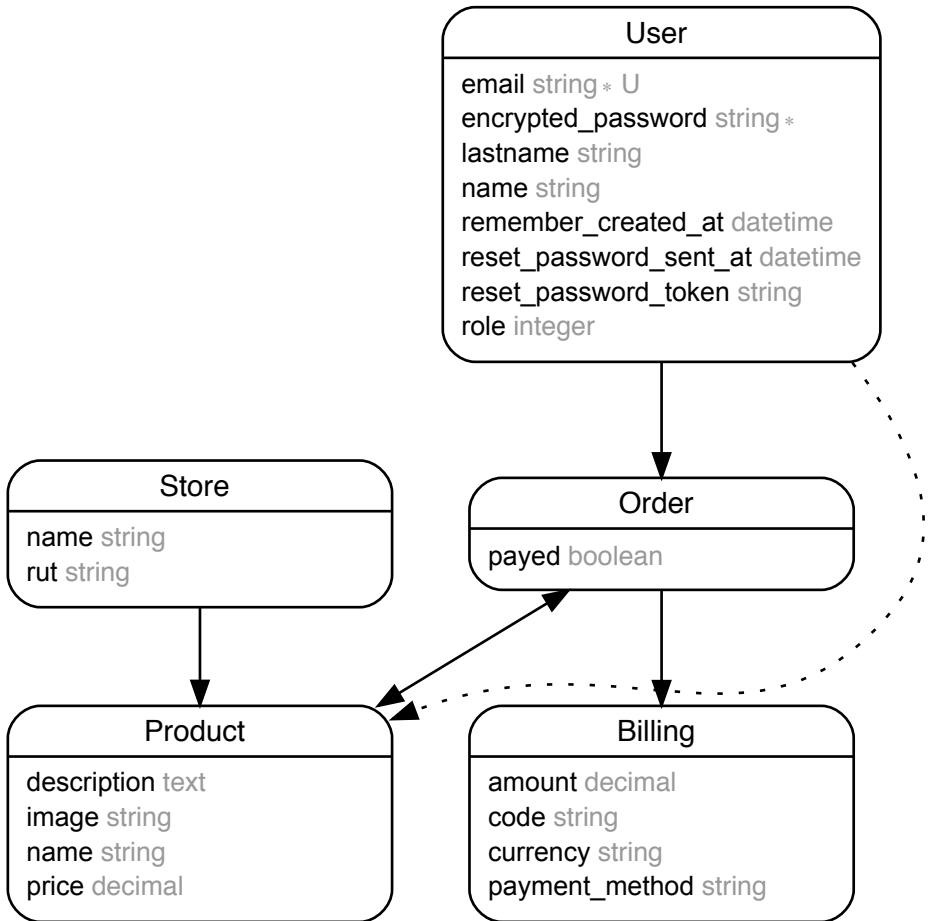 User
email string * U
encrypted_password string *
lastname string
name string
remember_created_at datetime
reset_password_sent_at datetime
reset_password_token string
role integer
Store
name string
rut string
Order
payed boolean
Product
description text
image string
name string
price decimal
Billing
amount decimal
code string
currency string
payment_method string